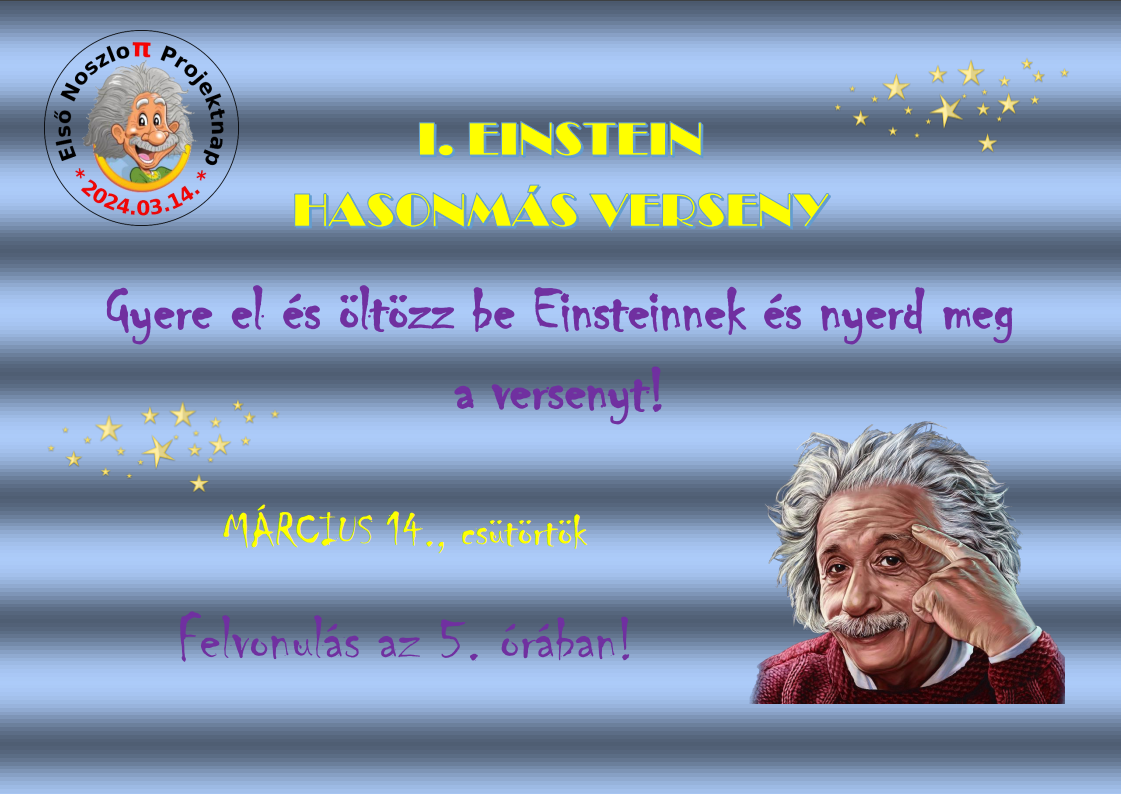 Első Noszloπ Projektnap
* 2024.03.14. *
I. EINSTEIN
HASONMÁS VERSENY
Gyere el és öltözz be Einsteinnek és nyerd meg
a versenyt!
MÁRCIUS 14., csütörtök
Felvonulás az 5. órában!